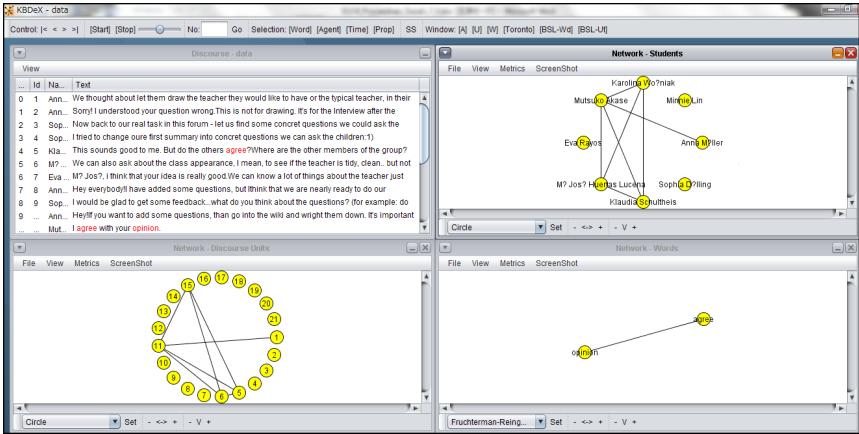 KBDeX - data
Control: |< < > >| [Start] [Stop] No: Go Selection: [Word] [Agent] [Time] [Prop] SS Window: [A] [U] [W] [Toronto] [BSL-Wd] [BSL-Ut]
Discourse - data
View
... Id Na... Text
0 1 Ann... We thought about let them draw the teacher they would like to have or the typical teacher, in their
1 2 Ann... Sorry! I understood your question wrong.This is not for drawing. It's for the Interview after the
2 3 Sop... Now back to our real task in this forum - let us find some concret questions we could ask the
3 4 Sop... I tried to change oure first summary into concret questions we can ask the children:1)
4 5 Kla... This sounds good to me. But do the others agree?Where are the other members of the group?
5 6 M? ... We can also ask about the class appearance, I mean, to see if the teacher is tidy, clean.. but not
6 7 Eva ... M? Jos?, i think that your idea is really good.We can know a lot of things about the teacher just
7 8 Ann... Hey everybody!I have added some questions, but Ithink that we are nearly ready to do our
8 9 Sop... I would be glad to get some feedback...what do you think about the questions? (for example: do
9 ... Ann... Hey!If you want to add some questions, than go into the wiki and wright them down. It's important
... Mut... I agree with your opinion.
Network - Students
File View Metrics ScreenShot
Karolina Wo?niak
Mutsuko Akase
Minnie Lin
Eva Rayos
Anna M?ller
M? Jos? Huertas Lucena
Sophia D?lling
Klaudia Schultheis
Circle Set - <-> + - V +
Network - Discourse Units
File View Metrics ScreenShot
16 17 18
15 19
14 20
13 21
12 1
11 2
10 3
9 4
8 7 6 5
Circle Set - <-> + - V +
Network - Words
File View Metrics ScreenShot
agree
opinion
Fruchterman-Reing... Set - <-> + - V +